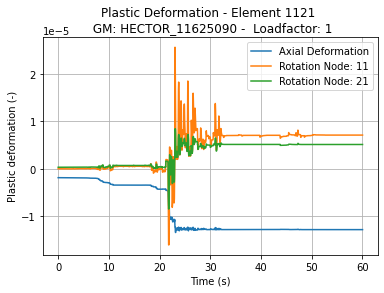 Plastic Deformation - Element 1121
GM: HECTOR_11625090 - Loadfactor: 1
1e−5
Axial Deformation
Rotation Node: 11
Rotation Node: 21
Plastic deformation (-)
2
1
0
−1
0 10 20 30 40 50 60
Time (s)